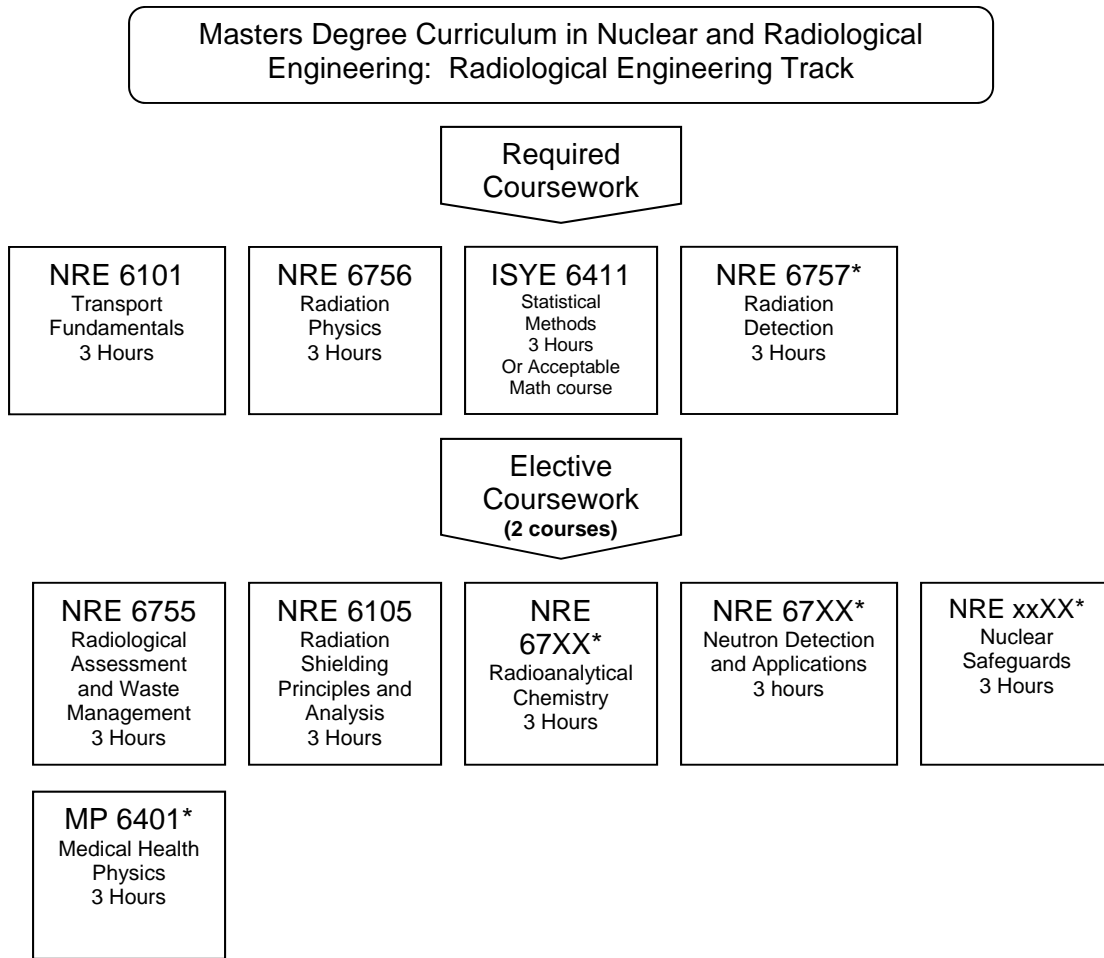 Masters Degree Curriculum in Nuclear and Radiological
Engineering:  Radiological Engineering Track
Required
Coursework
NRE 6101
Transport
Fundamentals
3 Hours
NRE 6756
Radiation
Physics
3 Hours
ISYE 6411
Statistical
Methods
3 Hours
Or Acceptable
Math course
NRE 6757*
Radiation
Detection
3 Hours
Elective
Coursework
(2 courses)
NRE 6755
Radiological
Assessment
and Waste
Management
3 Hours
NRE 6105
Radiation
Shielding
Principles and
Analysis
3 Hours
NRE
67XX*
Radioanalytical
Chemistry
3 Hours
NRE 67XX*
Neutron Detection
and Applications
3 hours
NRE xxXX*
Nuclear
Safeguards
3 Hours
MP 6401*
Medical Health
Physics
3 Hours